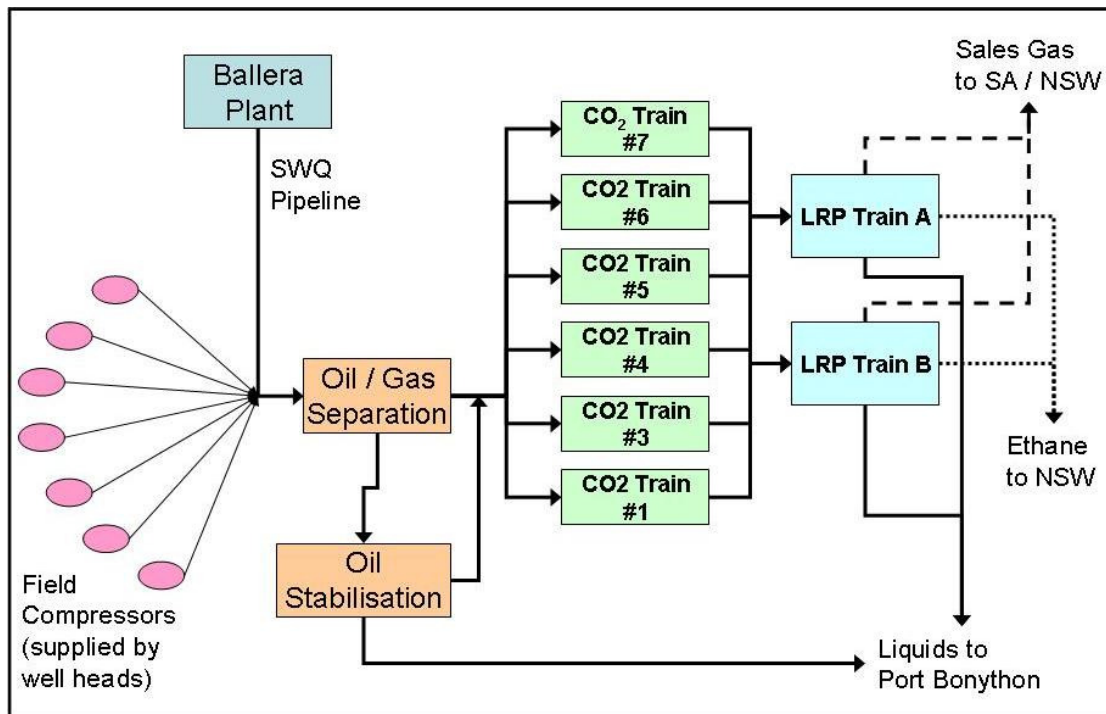 Ballera
Plant
SWQ
Pipeline
Field
Compressors
(supplied by
well heads)
Oil / Gas
Separation
Oil
Stabilisation
CO₂ Train
#7
CO2 Train
#6
CO2 Train
#5
CO2 Train
#4
CO2 Train
#3
CO2 Train
#1
LRP Train A
LRP Train B
Sales Gas
to SA / NSW
Ethane
to NSW
Liquids to
Port Bonython